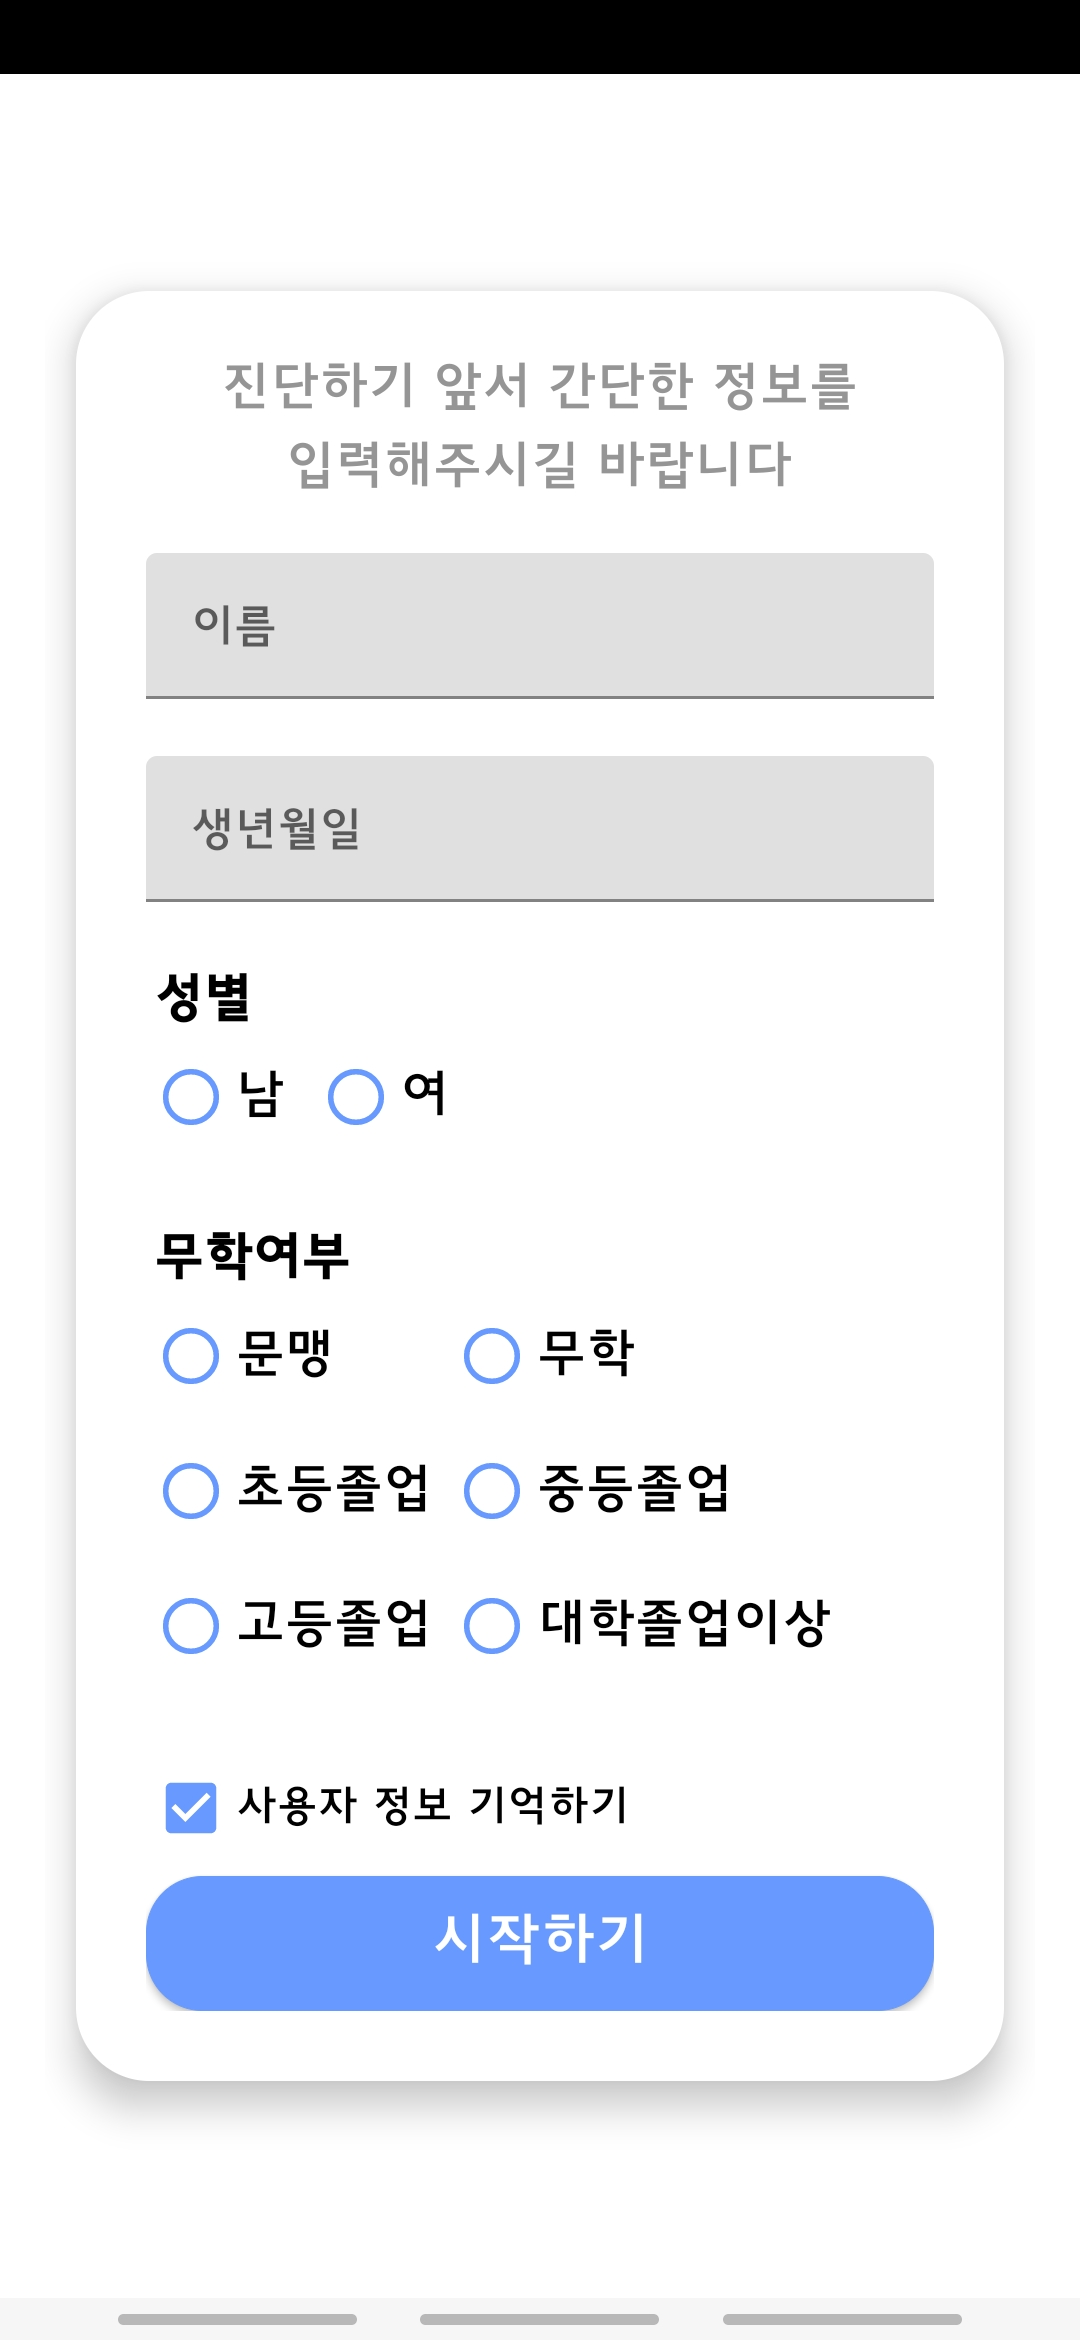 진단하기 앞서 간단한 정보를
입력해주시길 바랍니다
이름
생년월일
성별
남 여
무학여부
문맹 무학
초등졸업 중등졸업
고등졸업 대학졸업이상
사용자 정보 기억하기
시작하기